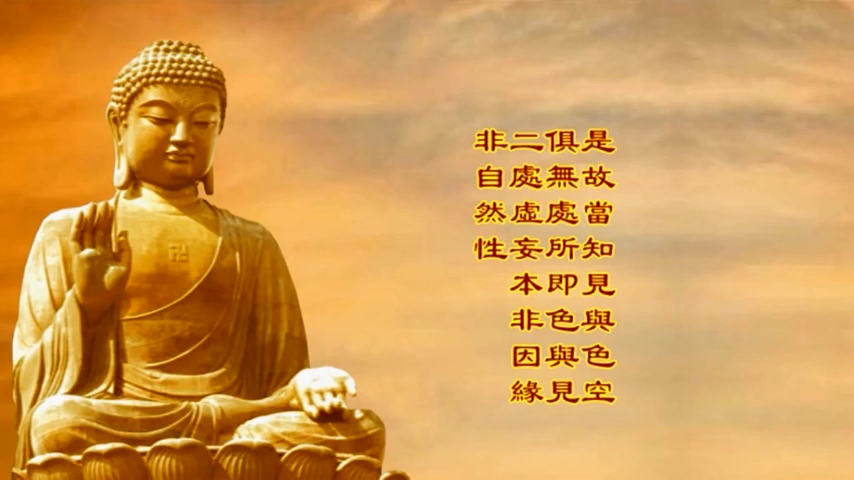 是故當知見與色空
俱無處所即色與見
二處虛妄本非因緣
非自然性